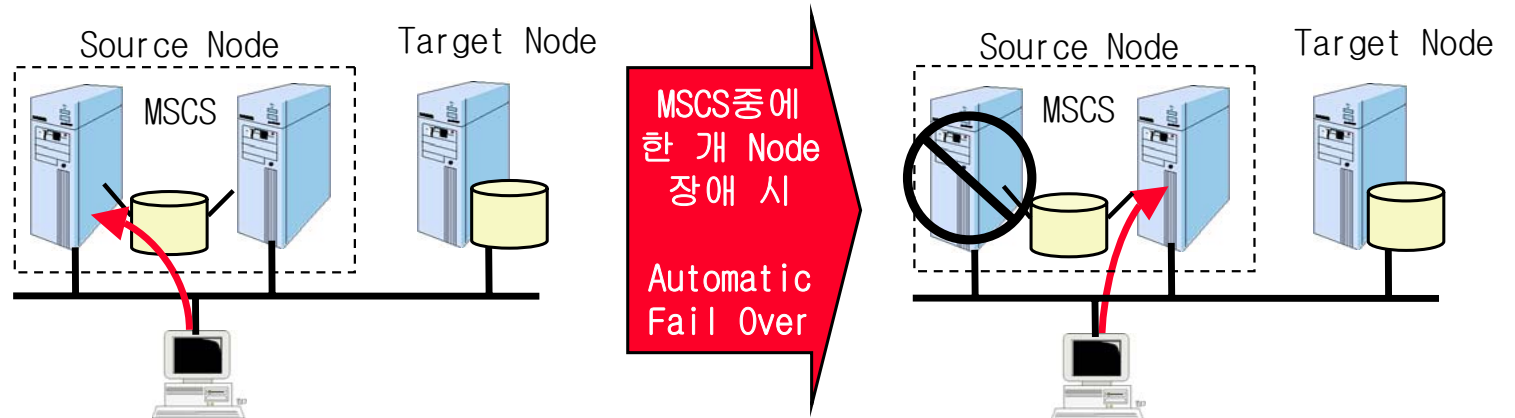 Source Node
Target Node
MSCS
MSCS중에
한 개 Node
장애 시
Automatic
Fail Over
Source Node
Target Node
MSCS